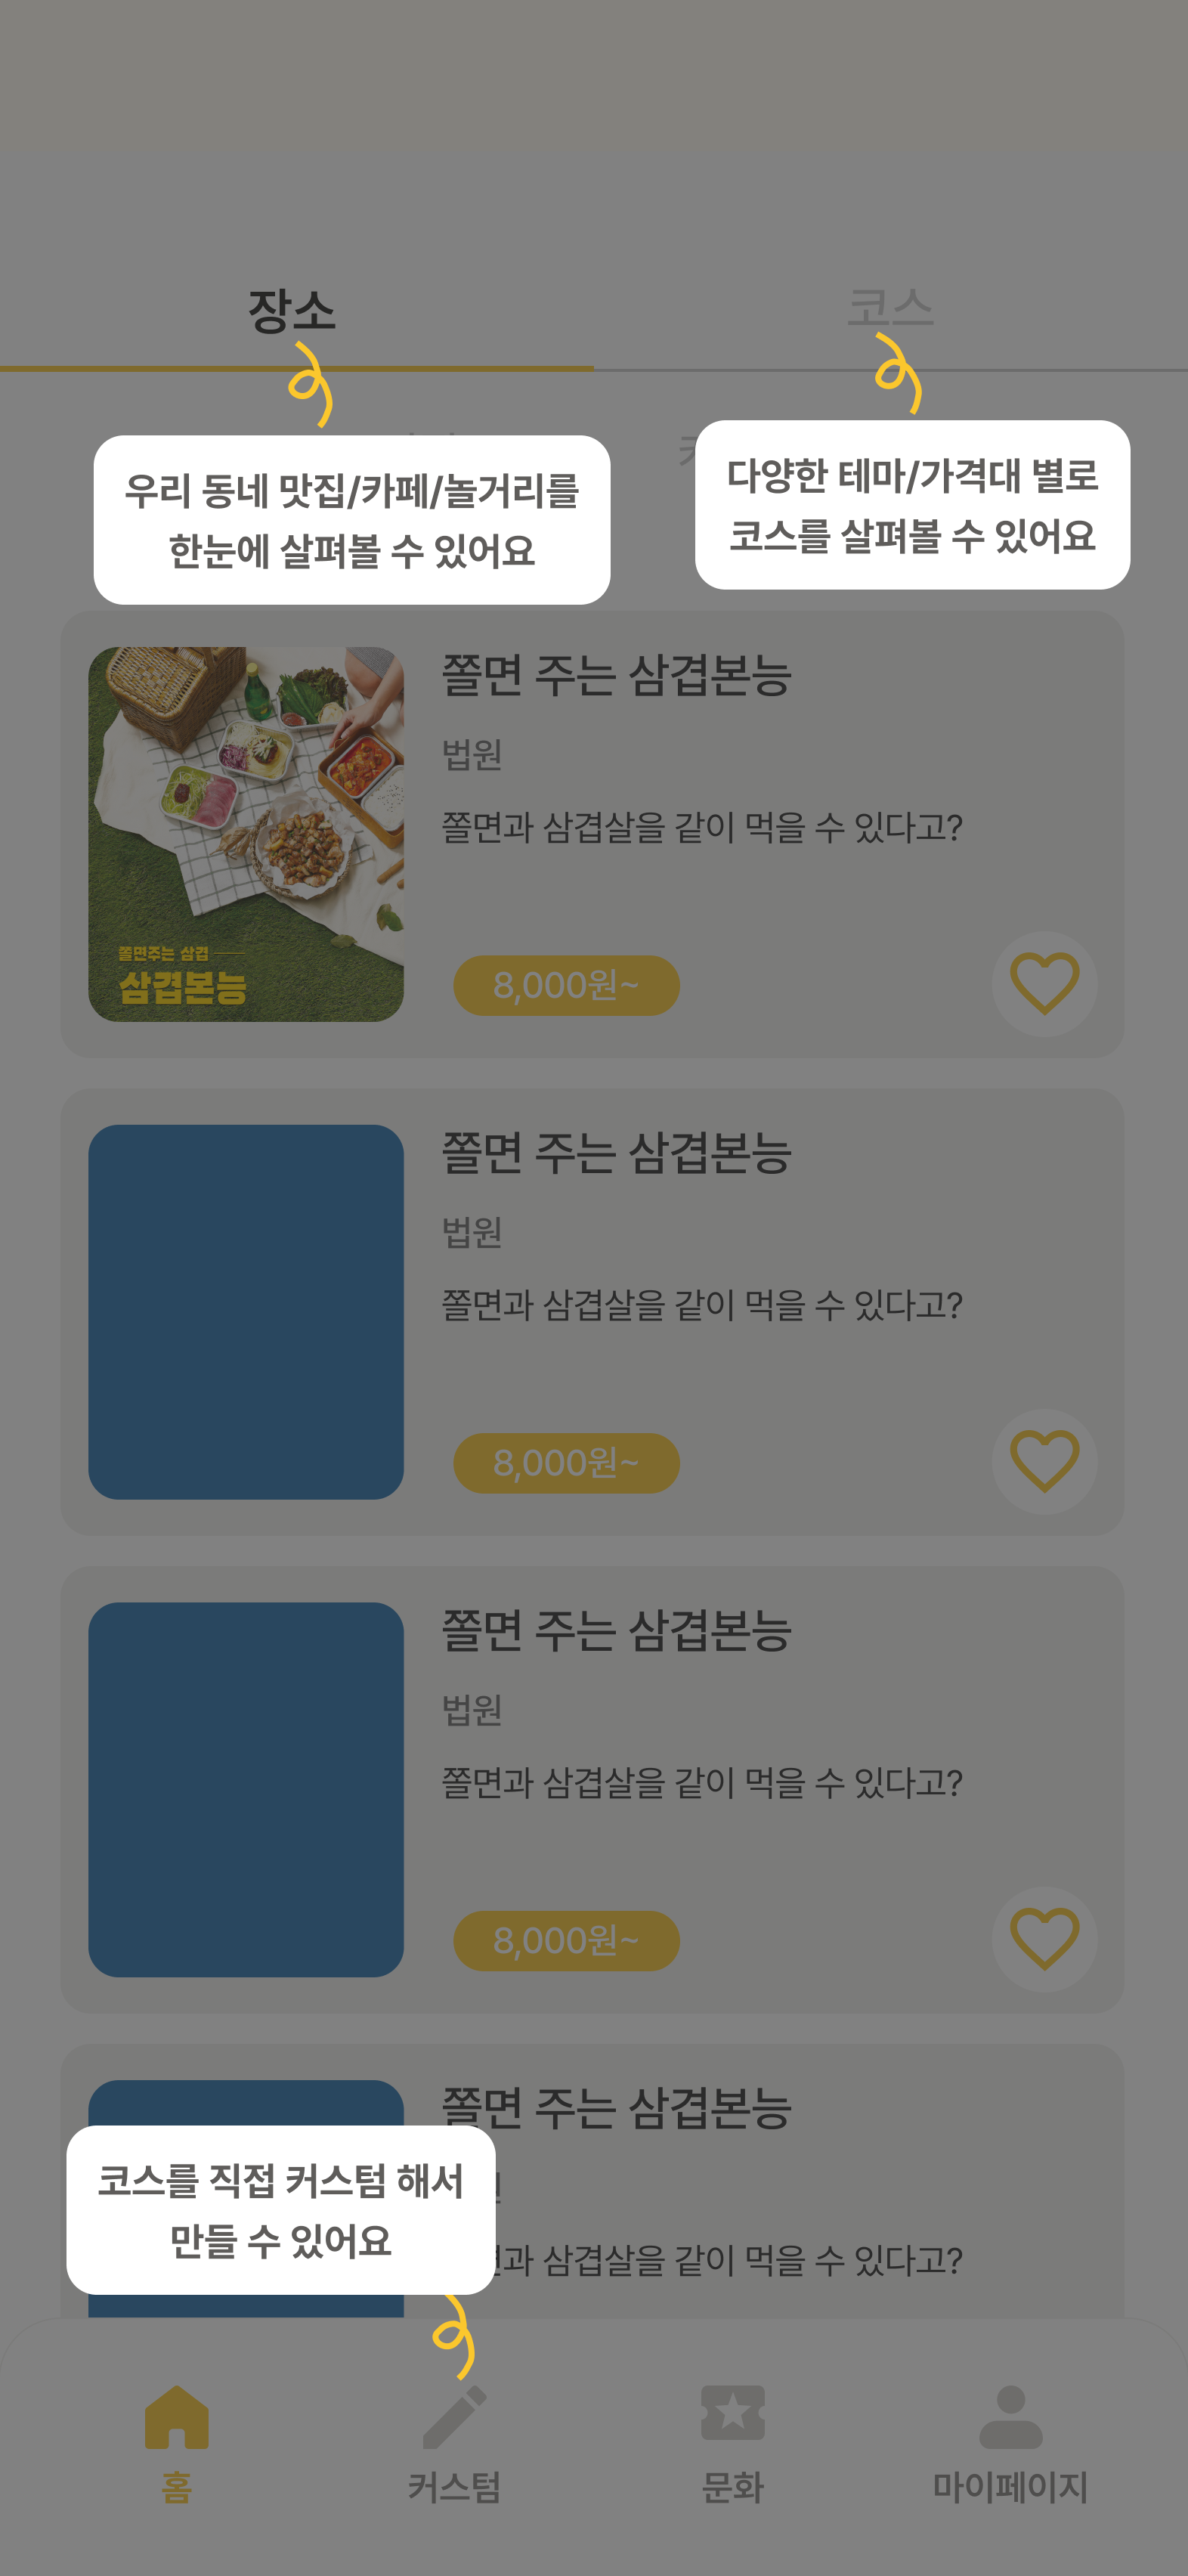 장소
코스
우리 동네 맛집/카페/놀거리를
한눈에 살펴볼 수 있어요
다양한 테마/가격대 별로
코스를 살펴볼 수 있어요
쫄면 주는 삼겹본능
법원
쫄면과 삼겹살을 같이 먹을 수 있다고?
쫄면주는 삼겹
삼겹본능
8,000원~
쫄면 주는 삼겹본능
법원
쫄면과 삼겹살을 같이 먹을 수 있다고?
8,000원~
쫄면 주는 삼겹본능
법원
쫄면과 삼겹살을 같이 먹을 수 있다고?
8,000원~
쫄면 주는 삼겹본능
코스를 직접 커스텀 해서
만들 수 있어요
삼겹살을 같이 먹을 수 있다고?
홈
커스텀
문화
마이페이지